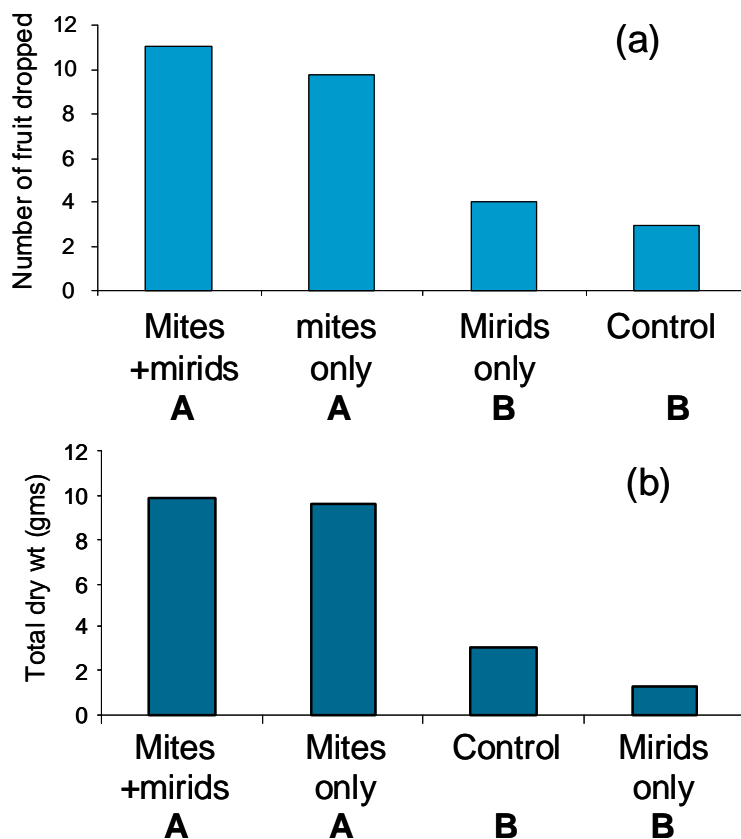 (a)
Number of fruit dropped
12
10
8
6
4
2
0
Mites
+mirids
A
mites
only
A
Mirids
only
B
Control
B
(b)
Total dry wt (gms)
12
10
8
6
4
2
0
Mites
+mirids
A
Mites
only
A
Control
B
Mirids
only
B